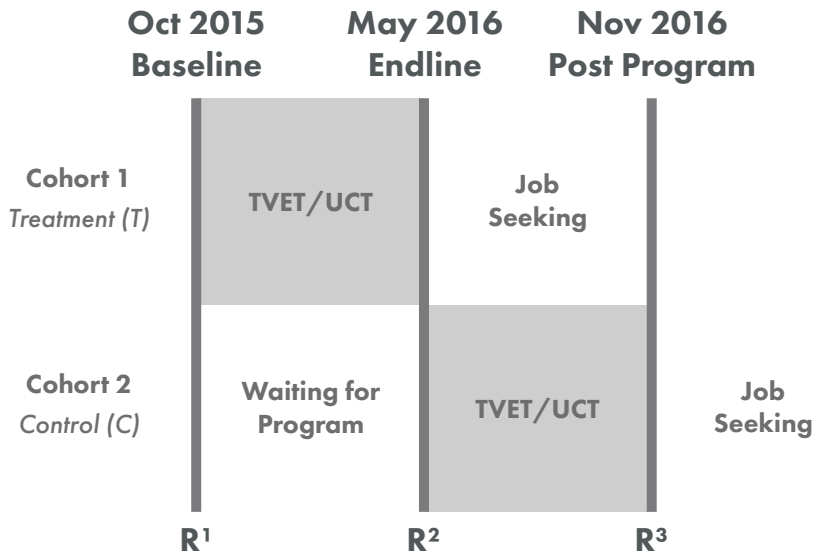 Oct 2015
Baseline
May 2016
Endline
Nov 2016
Post Program
Cohort 1
Treatment (T)
TVET/UCT
Job
Seeking
Cohort 2
Control (C)
Waiting for
Program
TVET/UCT
Job
Seeking
R¹
R²
R³